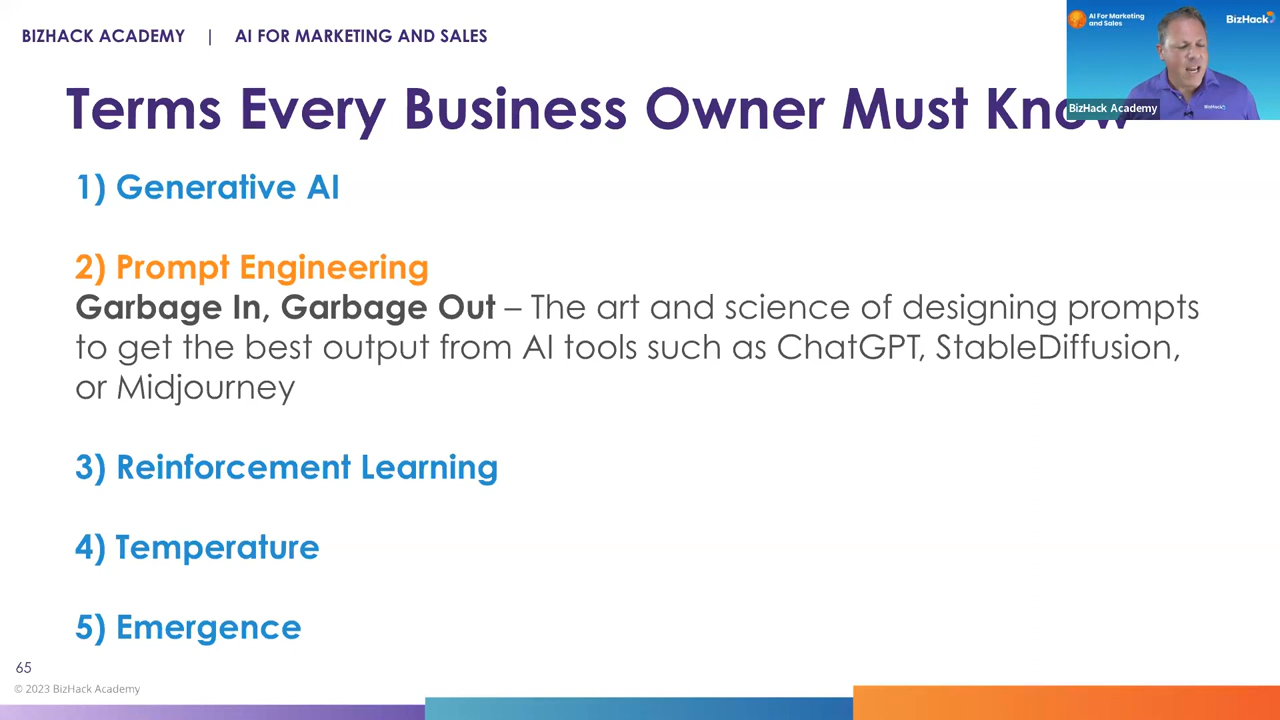 BIZHACK ACADEMY | AI FOR MARKETING AND SALES
AI For Marketing
and Sales
BizHack
BizHack Academy
BizHack
Terms Every Business Owner Must Know
1) Generative AI
2) Prompt Engineering
Garbage In, Garbage Out – The art and science of designing prompts
to get the best output from AI tools such as ChatGPT, StableDiffusion,
or Midjourney
3) Reinforcement Learning
4) Temperature
5) Emergence
65
© 2023 BizHack Academy